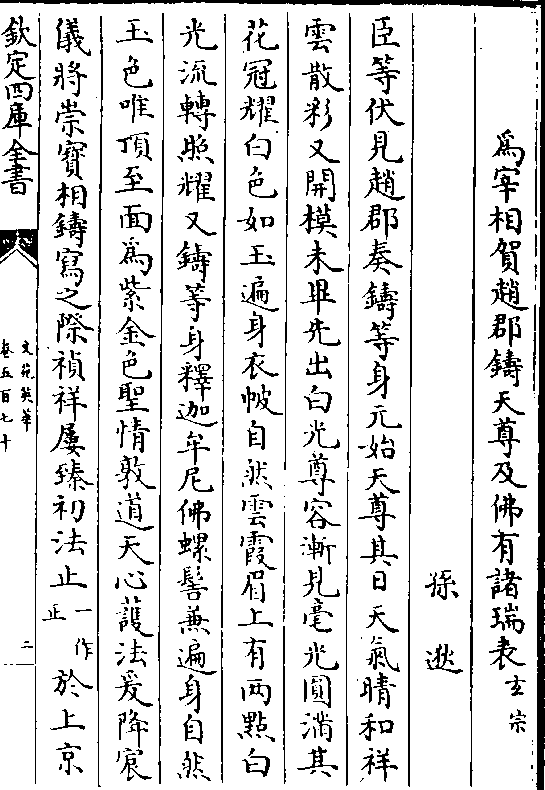 爲宰相賀趙郡鑄天尊及佛有諸瑞表玄宗
孫逖
臣等伏見趙郡奏鑄等身元始天尊其日天氣晴和祥
雲散彩又開模未畢先出白光尊容漸見毫光圓滿其
花冠耀白色如玉遍身衣帔自然雲霞眉上有兩點白
光流轉照耀又鑄等身釋迦牟尼佛螺髻兼遍身自然
玉色唯頂至面爲紫金色聖情敦道天心䕶法爰降宸
儀將崇寳相鑄寫之際禎祥屢臻初法止一作正於上京
欽定四庫全書
文苑英華
卷五百七十
二